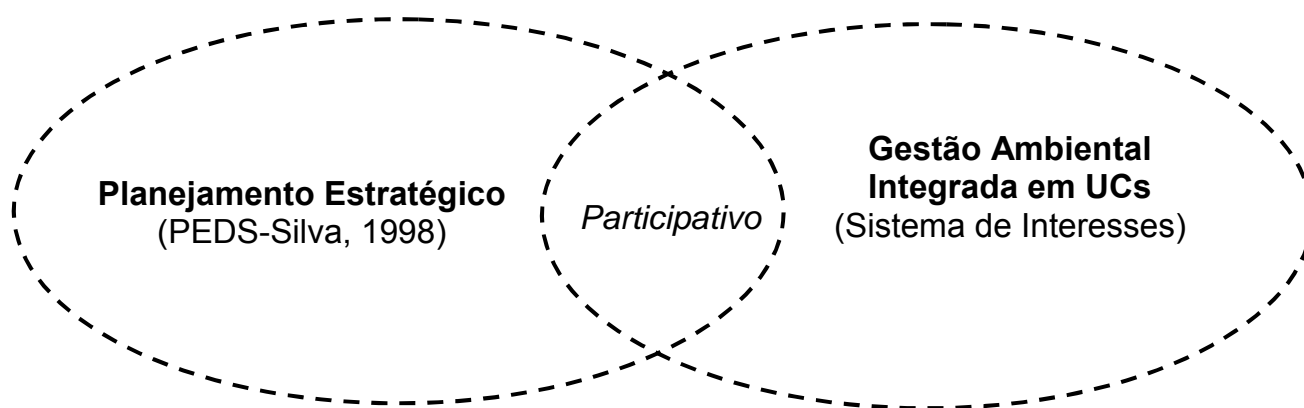 Planejamento Estratégico
(PEDS-Silva, 1998)
Participativo
Gestão Ambiental
Integrada em UCs
(Sistema de Interesses)